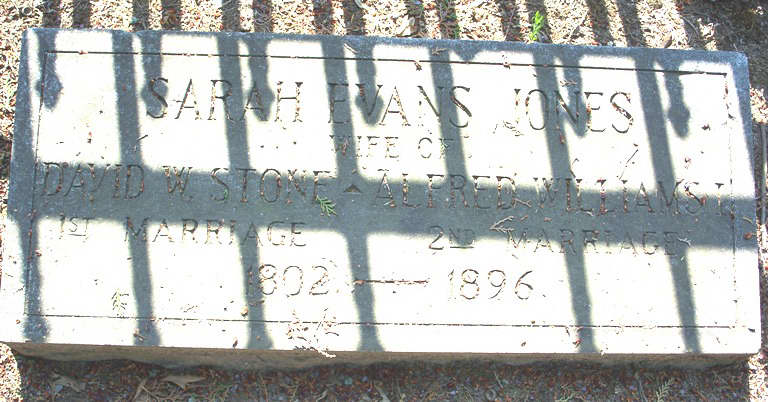 SARAH EVANS JONES
WIFE OF
DAVID W. STONE - ALFRED WILLIAMS
1ST MARRIAGE 2ND MARRIAGE
1802 — 1896